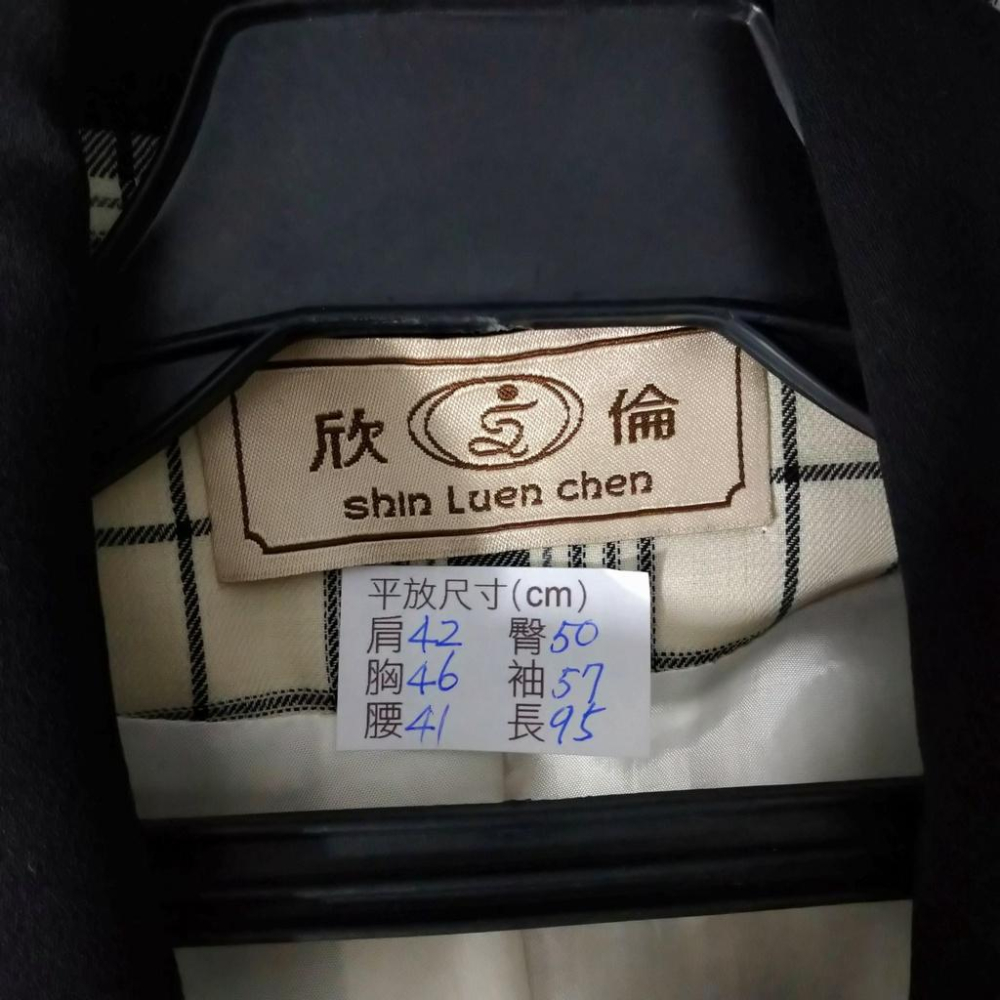 欣 倫
shin Luen chen
平放尺寸(cm)
肩42 臀50
胸46 袖57
腰41 長95